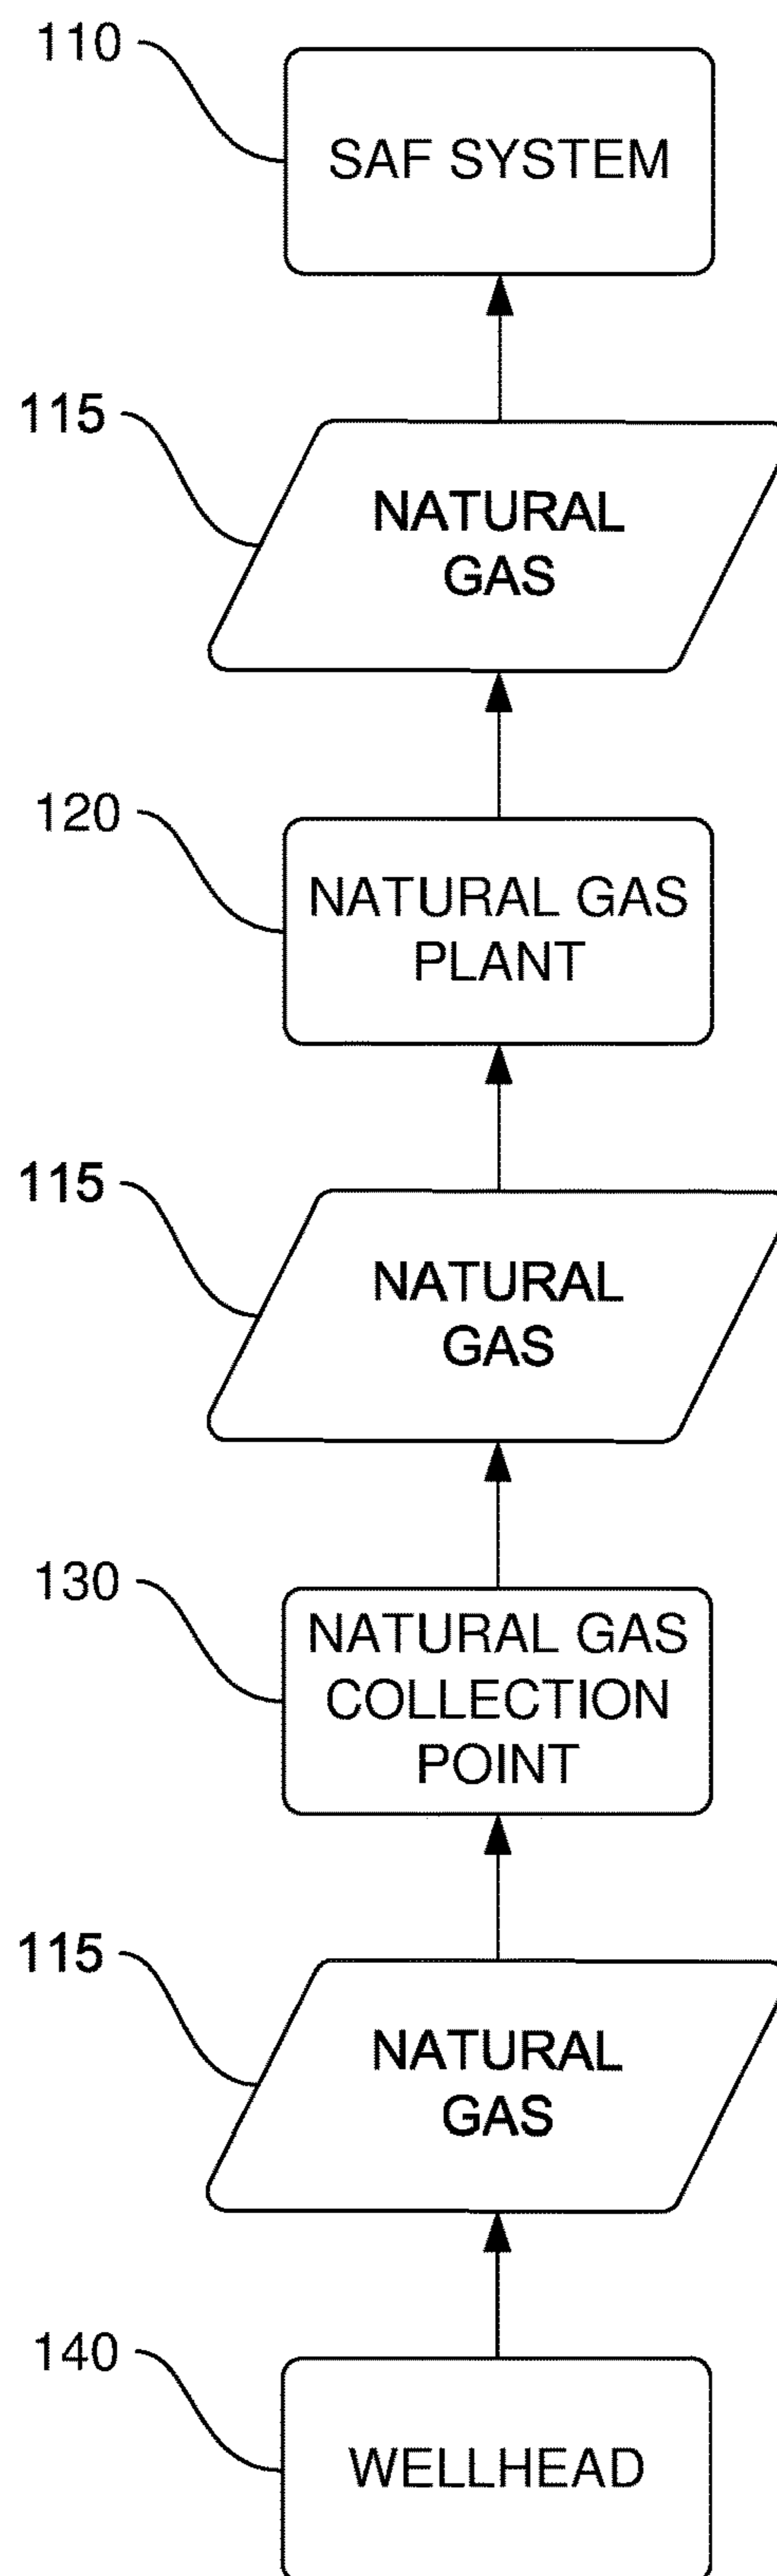 110
SAF SYSTEM
115
NATURAL
GAS
120
NATURAL GAS
PLANT
115
NATURAL
GAS
130
NATURAL GAS
COLLECTION
POINT
115
NATURAL
GAS
140
WELLHEAD